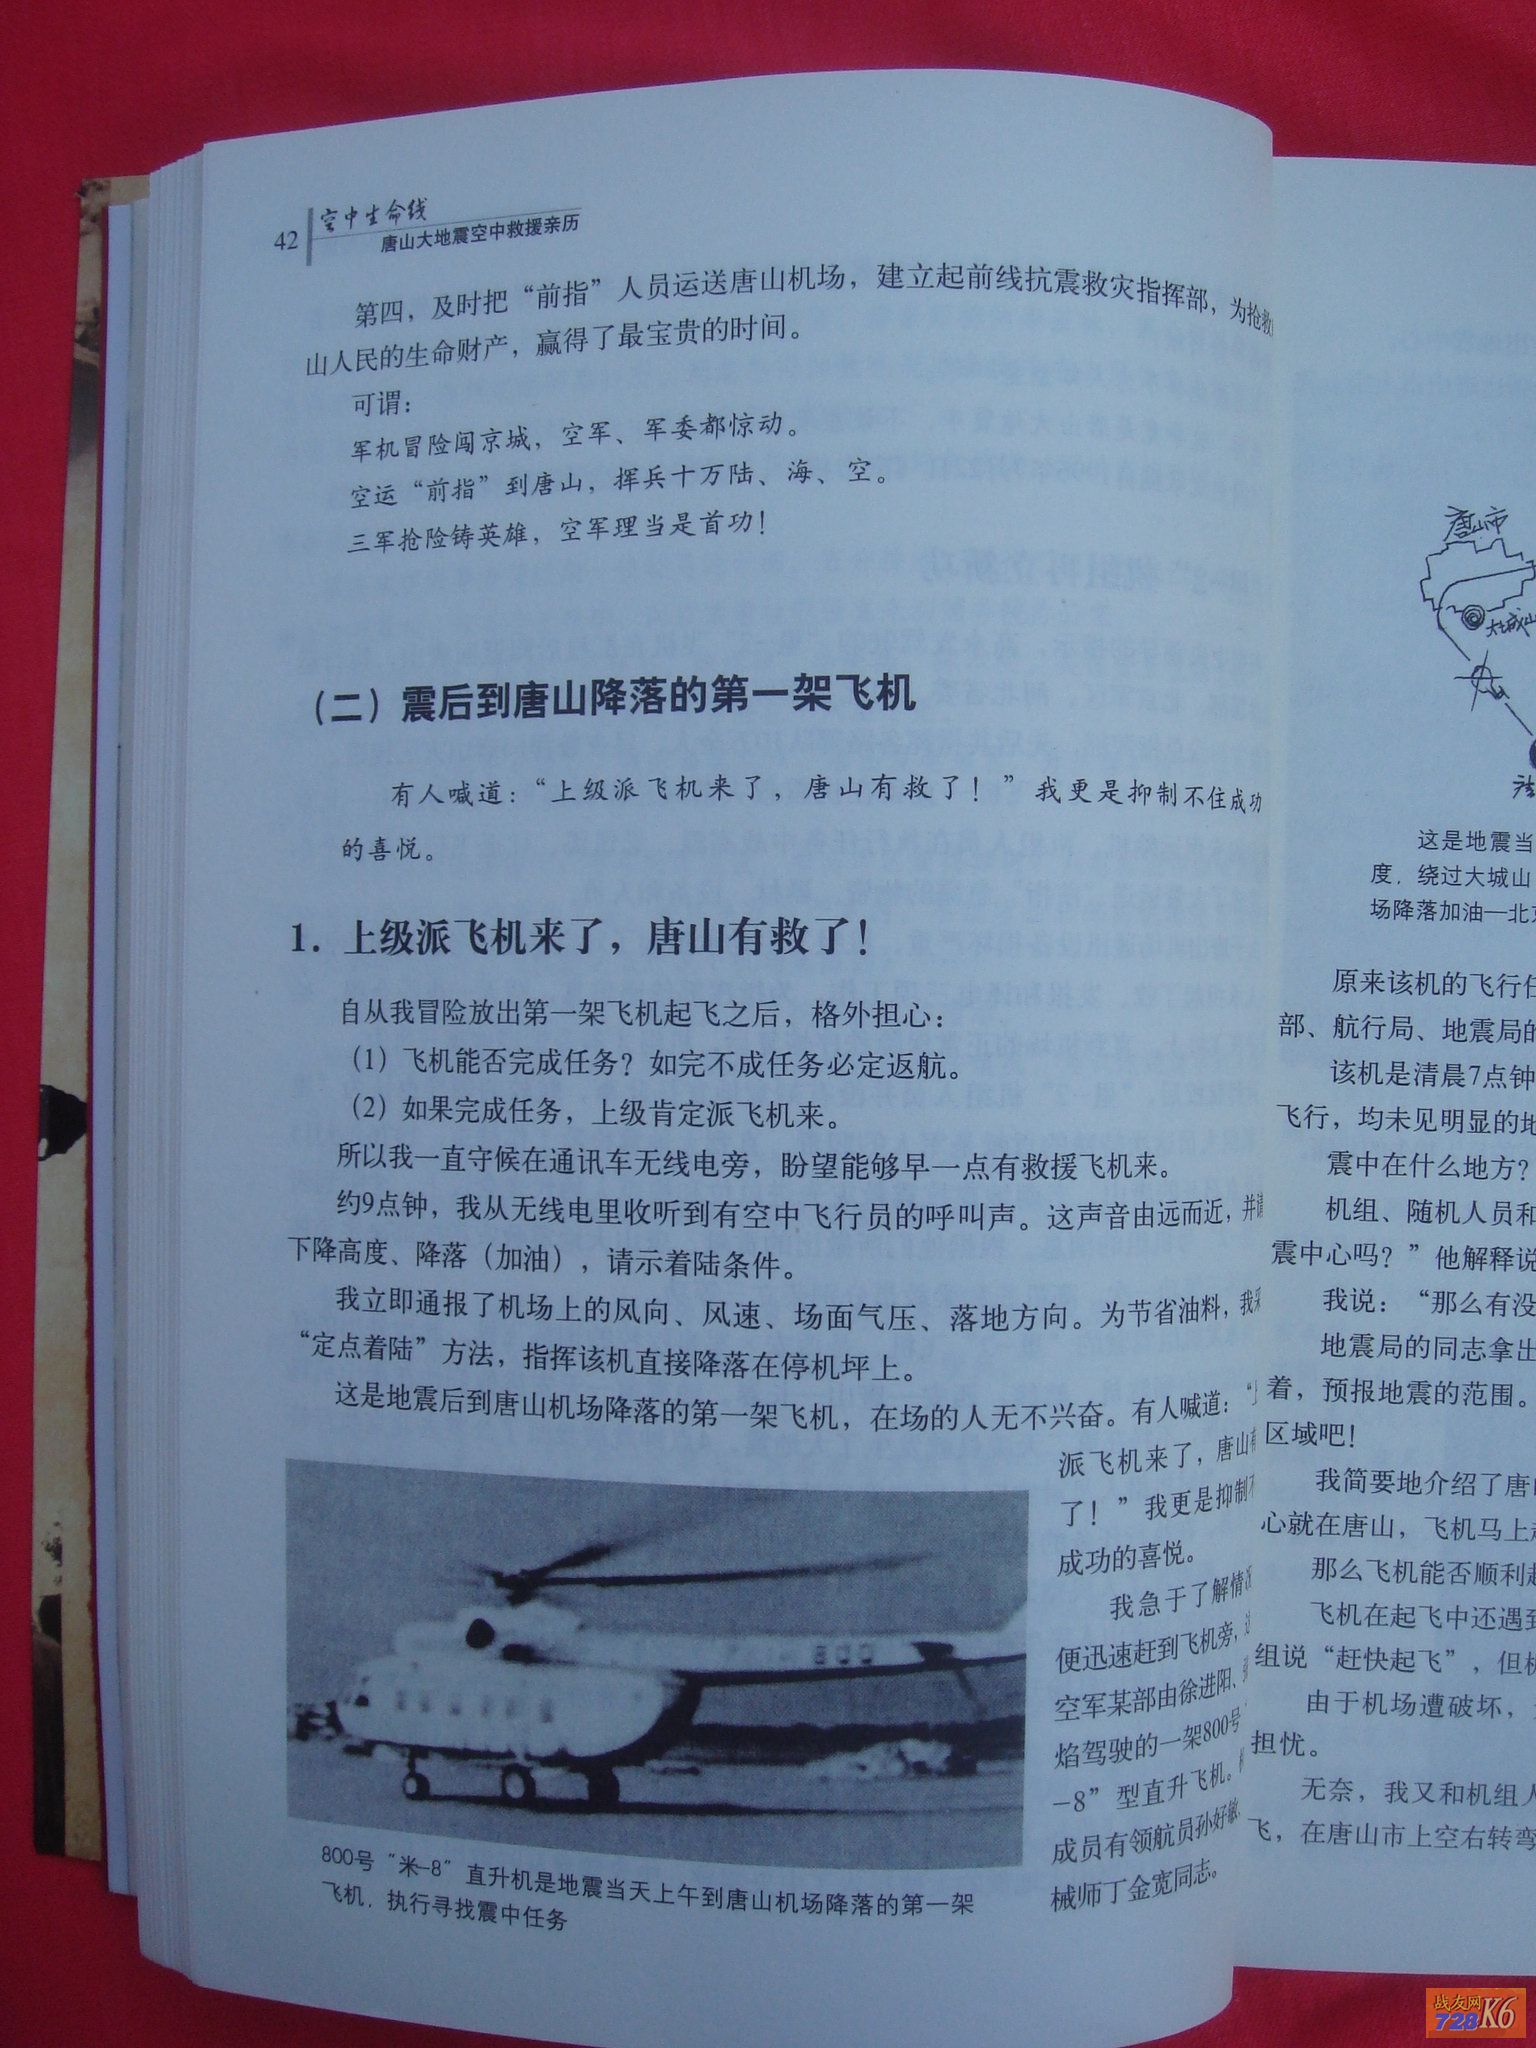 42
空中生命线
唐山大地震空中救援亲历
第四，及时把“前指”人员运送唐山机场，建立起前线抗震救灾指挥部，为抢救
山人民的生命财产，赢得了最宝贵的时间。
可谓：
军机冒险闯京城，空军、军委都惊动。
空运“前指”到唐山，挥兵十万陆、海、空。
三军抢险铸英雄，空军理当是首功！
（二）震后到唐山降落的第一架飞机
有人喊道：“上级派飞机来了，唐山有救了！”我更是抑制不住成功
的喜悦。
1. 上级派飞机来了，唐山有救了！
自从我冒险放出第一架飞机起飞之后，格外担心：
（1）飞机能否完成任务？如完不成任务必定返航。
（2）如果完成任务，上级肯定派飞机来。
所以我一直守候在通讯车无线电旁，盼望能够早一点有救援飞机来。
约9点钟，我从无线电里收听到有空中飞行员的呼叫声。这声音由远而近，并请
下降高度、降落（加油），请示着陆条件。
我立即通报了机场上的风向、风速、场面气压、落地方向。为节省油料，我采
“定点着陆”方法，指挥该机直接降落在停机坪上。
这是地震后到唐山机场降落的第一架飞机，在场的人无不兴奋。有人喊道：“上
派飞机来了，唐山有
了！”我更是抑制不
成功的喜悦。
我急于了解情况
便迅速赶到飞机旁，
空军某部由徐进阳、
焰驾驶的一架800号
-8”型直升飞机。
成员有领航员孙好敏、
械师丁金宽同志。
800
800号“米-8”直升机是地震当天上午到唐山机场降落的第一架
飞机，执行寻找震中任务
唐山市
大城山
这是地震当
度，绕过大城山
场降落加油—北京
原来该机的飞行任
部、航行局、地震局的
该机是清晨7点钟
飞行，均未见明显的地
震中在什么地方？
机组、随机人员和
震中心吗？”他解释说
我说：“那么有没
地震局的同志拿出
着，预报地震的范围。
区域吧！
我简要地介绍了唐山
心就在唐山，飞机马上起
那么飞机能否顺利起
飞机在起飞中还遇到
组说“赶快起飞”，但机
由于机场遭破坏，
担忧。
无奈，我又和机组人
飞，在唐山市上空右转弯
战友网
728
K6